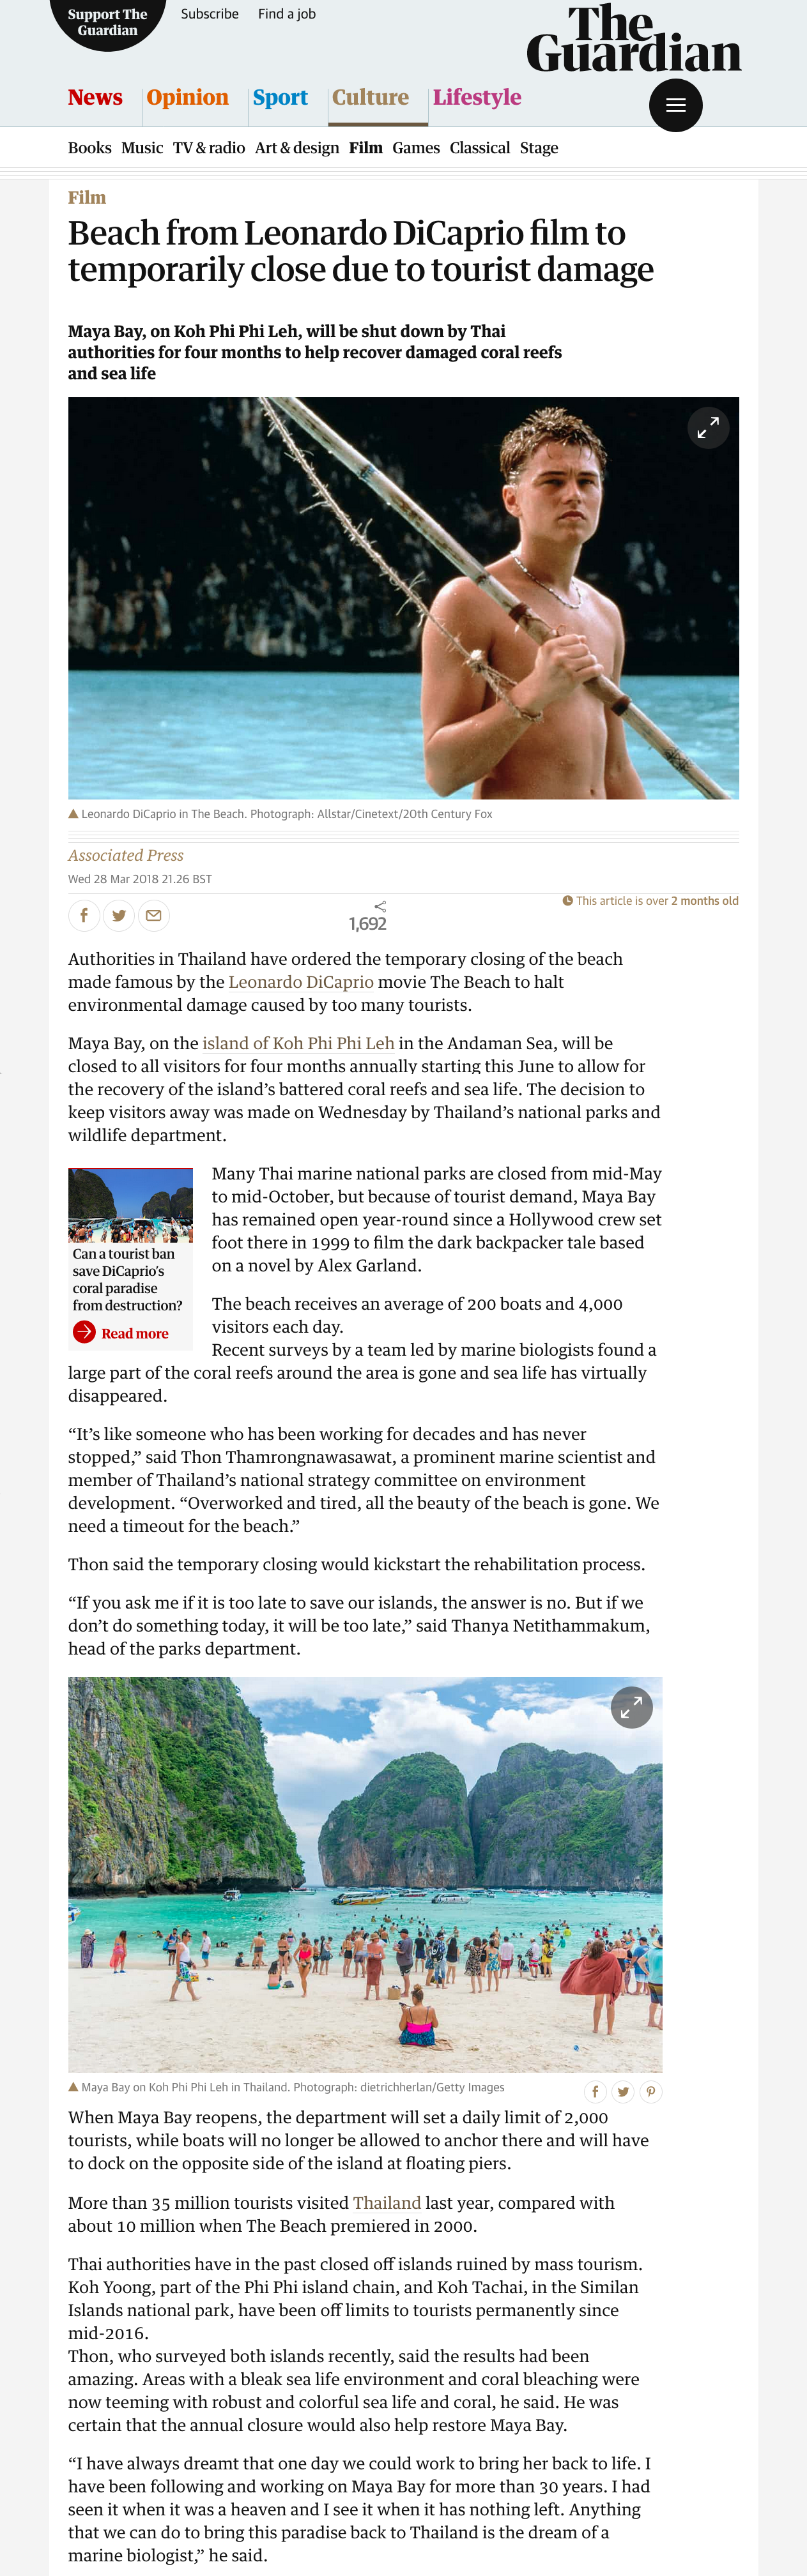 Support The
Guardian
Subscribe Find a job
The
Guardian
News Opinion Sport Culture Lifestyle
Books Music TV & radio Art & design Film Games Classical Stage
Film
Beach from Leonardo DiCaprio film to
temporarily close due to tourist damage
Maya Bay, on Koh Phi Phi Leh, will be shut down by Thai
authorities for four months to help recover damaged coral reefs
and sea life
Leonardo DiCaprio in The Beach. Photograph: Allstar/Cinetext/20th Century Fox
Associated Press
Wed 28 Mar 2018 21.26 BST
This article is over 2 months old
1,692
Authorities in Thailand have ordered the temporary closing of the beach
made famous by the Leonardo DiCaprio movie The Beach to halt
environmental damage caused by too many tourists.
Maya Bay, on the island of Koh Phi Phi Leh in the Andaman Sea, will be
closed to all visitors for four months annually starting this June to allow for
the recovery of the island’s battered coral reefs and sea life. The decision to
keep visitors away was made on Wednesday by Thailand’s national parks and
wildlife department.
Can a tourist ban
save DiCaprio’s
coral paradise
from destruction?
Read more
Many Thai marine national parks are closed from mid-May
to mid-October, but because of tourist demand, Maya Bay
has remained open year-round since a Hollywood crew set
foot there in 1999 to film the dark backpacker tale based
on a novel by Alex Garland.
The beach receives an average of 200 boats and 4,000
visitors each day.
Recent surveys by a team led by marine biologists found a
large part of the coral reefs around the area is gone and sea life has virtually
disappeared.
“It’s like someone who has been working for decades and has never
stopped,” said Thon Thamrongnawasawat, a prominent marine scientist and
member of Thailand’s national strategy committee on environment
development. “Overworked and tired, all the beauty of the beach is gone. We
need a timeout for the beach.”
Thon said the temporary closing would kickstart the rehabilitation process.
“If you ask me if it is too late to save our islands, the answer is no. But if we
don’t do something today, it will be too late,” said Thanya Netithammakum,
head of the parks department.
Maya Bay on Koh Phi Phi Leh in Thailand. Photograph: dietrichherlan/Getty Images
When Maya Bay reopens, the department will set a daily limit of 2,000
tourists, while boats will no longer be allowed to anchor there and will have
to dock on the opposite side of the island at floating piers.
More than 35 million tourists visited Thailand last year, compared with
about 10 million when The Beach premiered in 2000.
Thai authorities have in the past closed off islands ruined by mass tourism.
Koh Yoong, part of the Phi Phi island chain, and Koh Tachai, in the Similan
Islands national park, have been off limits to tourists permanently since
mid-2016.
Thon, who surveyed both islands recently, said the results had been
amazing. Areas with a bleak sea life environment and coral bleaching were
now teeming with robust and colorful sea life and coral, he said. He was
certain that the annual closure would also help restore Maya Bay.
“I have always dreamt that one day we could work to bring her back to life. I
have been following and working on Maya Bay for more than 30 years. I had
seen it when it was a heaven and I see it when it has nothing left. Anything
that we can do to bring this paradise back to Thailand is the dream of a
marine biologist,” he said.